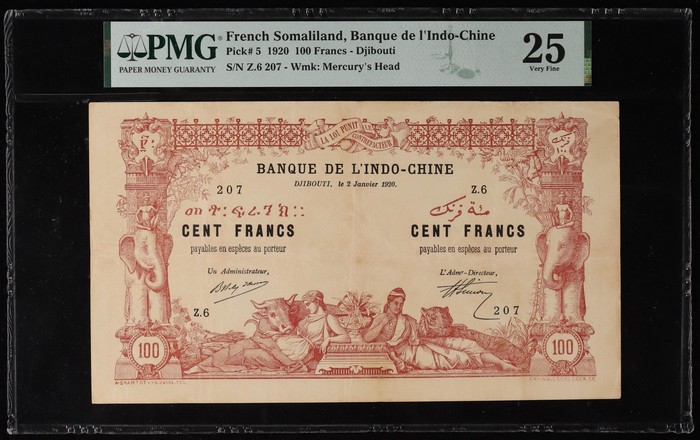 PMG
PAPER MONEY GUARANTY
French Somaliland, Banque de l'Indo-Chine
Pick# 5 1920 100 Francs - Djibouti
S/N Z.6 207 - Wmk: Mercury's Head
25
Very Fine
LA LOI PUNIT
CONTREFACTEUR
BANQUE DE L'INDO-CHINE
DJIBOUTI, le 2 Janvier 1920.
207 Z.6
مئة فرنك
CENT FRANCS CENT FRANCS
payables en espèces au porteur payables en espèces au porteur
Un Administrateur, L'Admr-Directeur,
Z.6 207
100 100